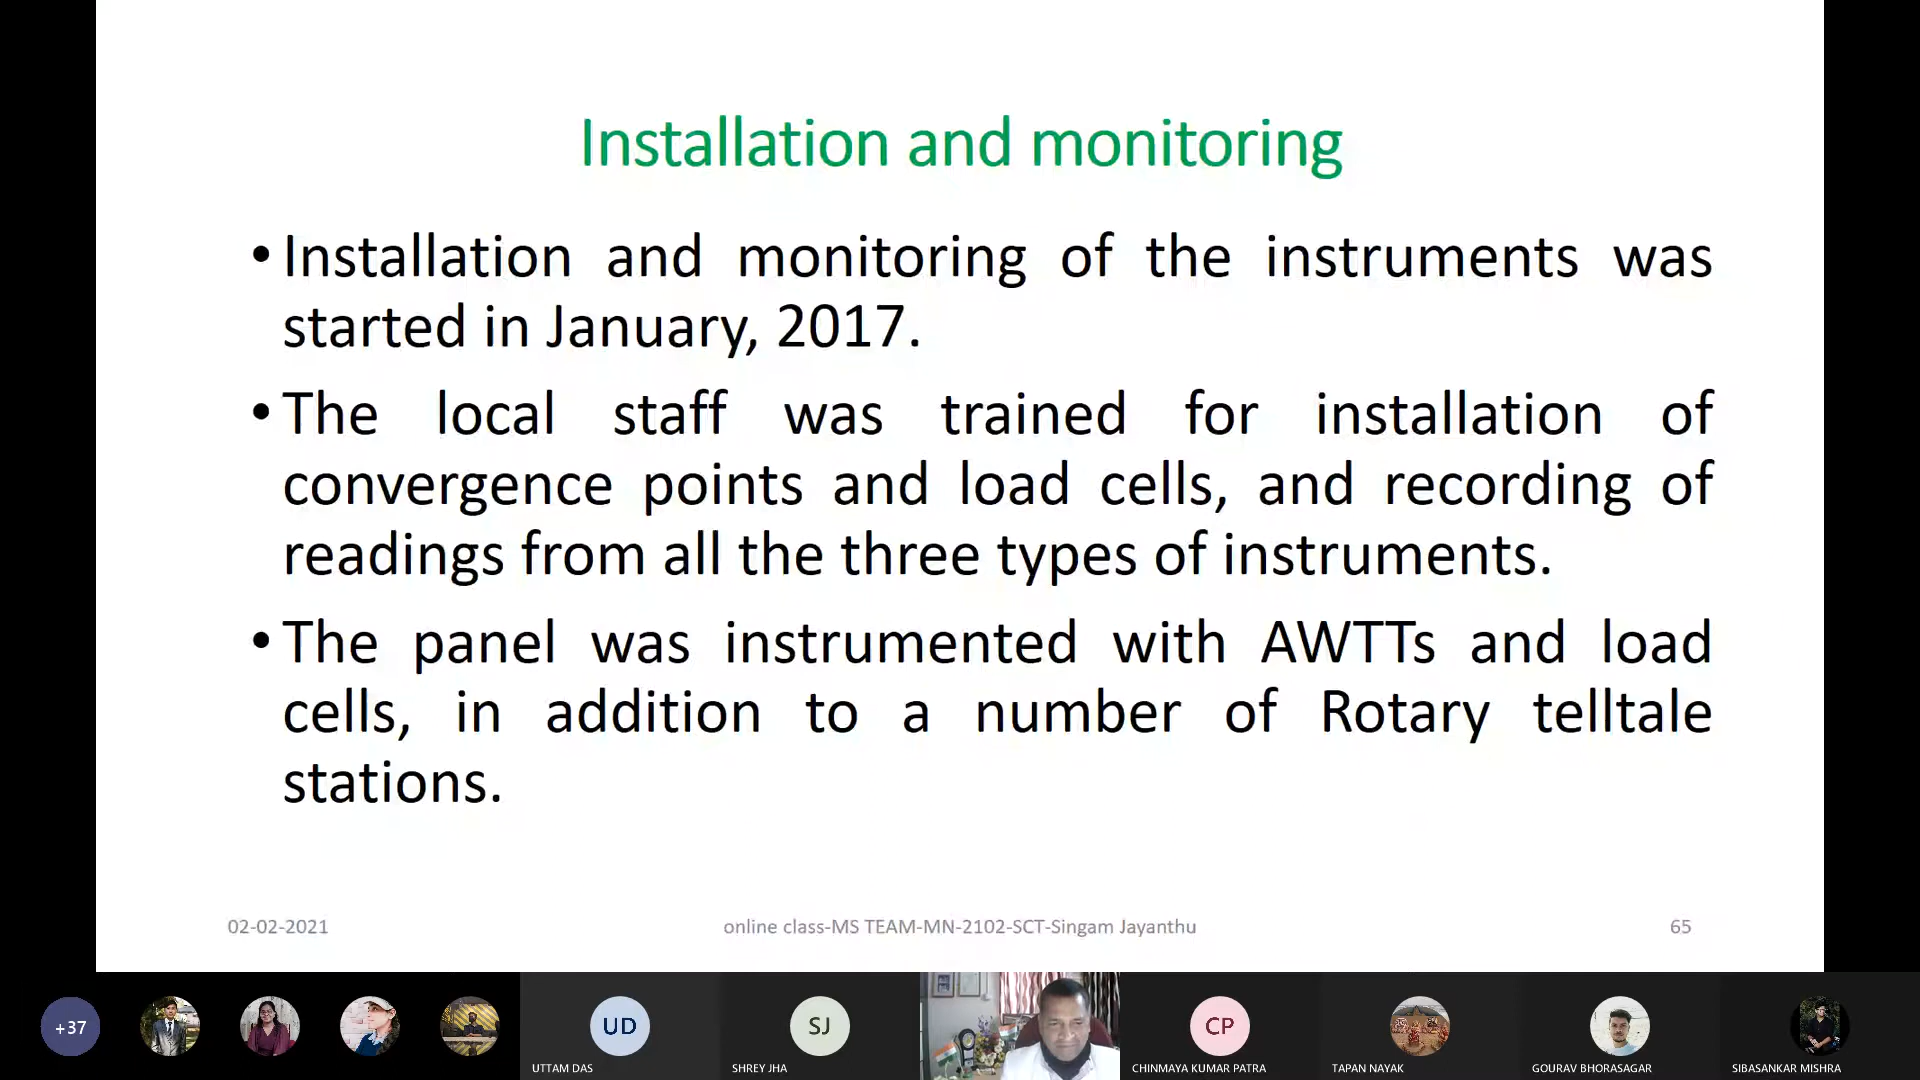 Installation and monitoring
• Installation and monitoring of the instruments was
started in January, 2017.
• The local staff was trained for installation of
convergence points and load cells, and recording of
readings from all the three types of instruments.
• The panel was instrumented with AWTTs and load
cells, in addition to a number of Rotary telltale
stations.
02-02-2021
online class-MS TEAM-MN-2102-SCT-Singam Jayanthu
65
+37
UD
SJ
CP
UTTAM DAS
SHREY JHA
CHINMAYA KUMAR PATRA
TAPAN NAYAK
GOURAV BHORASAGAR
SIBASANKAR MISHRA